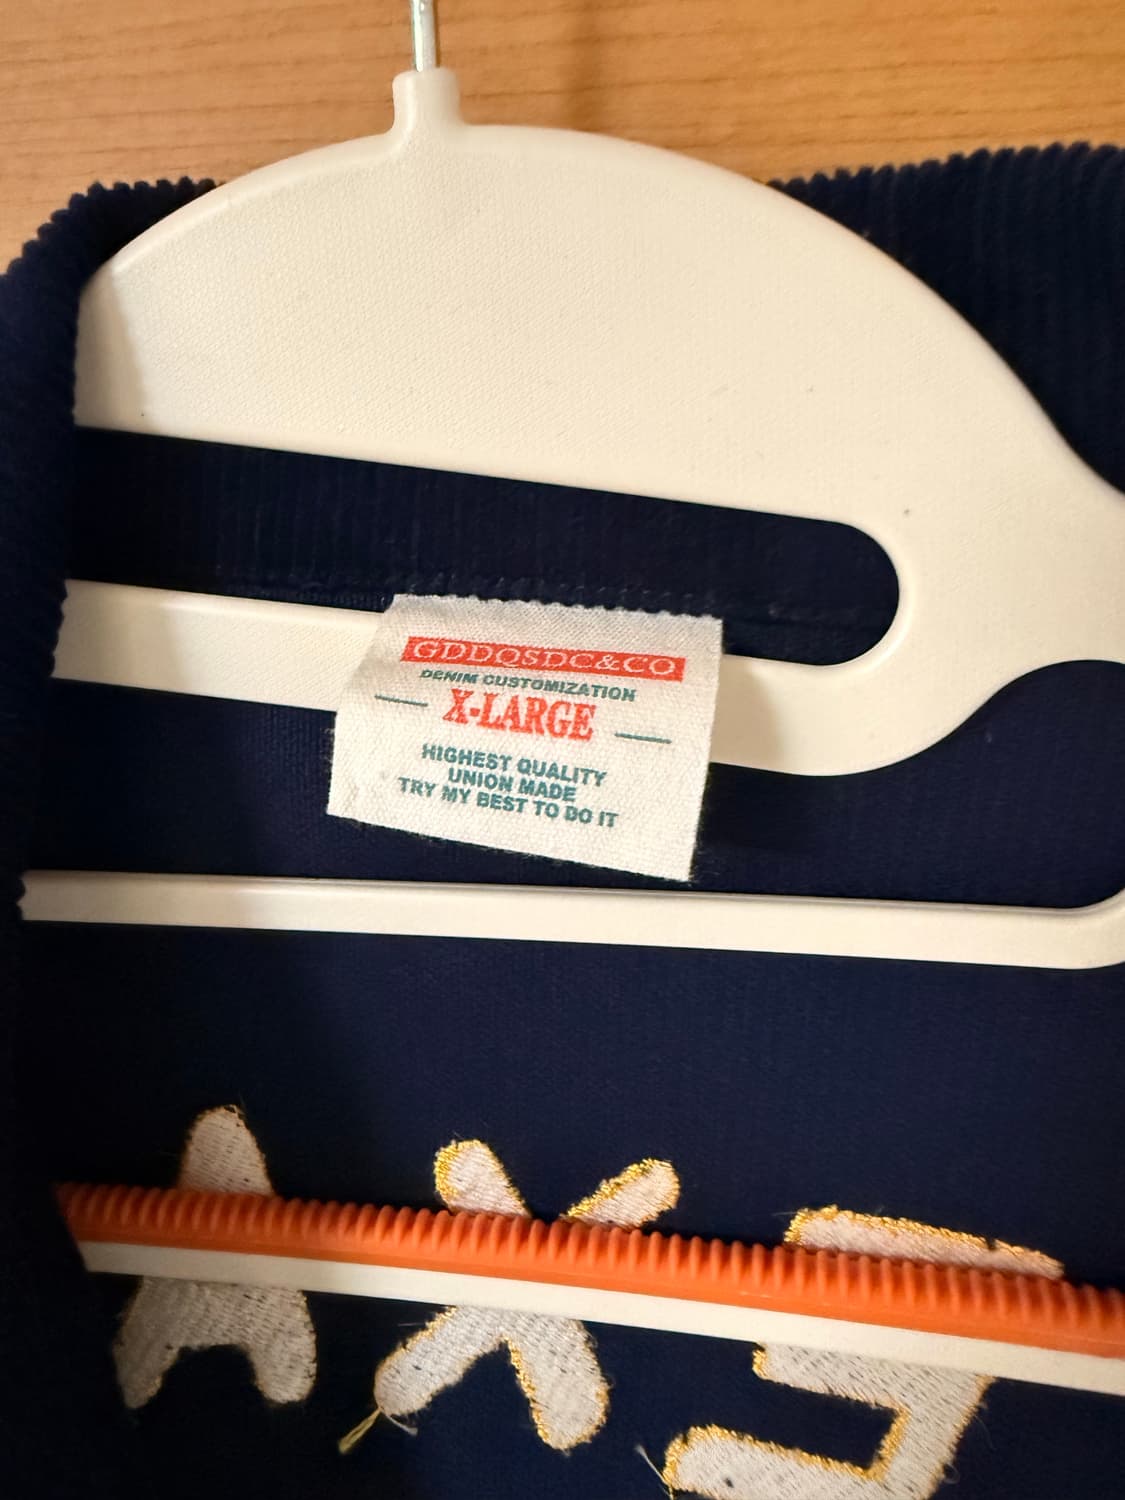 GDDQSDC&CO
DENIM CUSTOMIZATION
X-LARGE
HIGHEST QUALITY
UNION MADE
TRY MY BEST TO DO IT